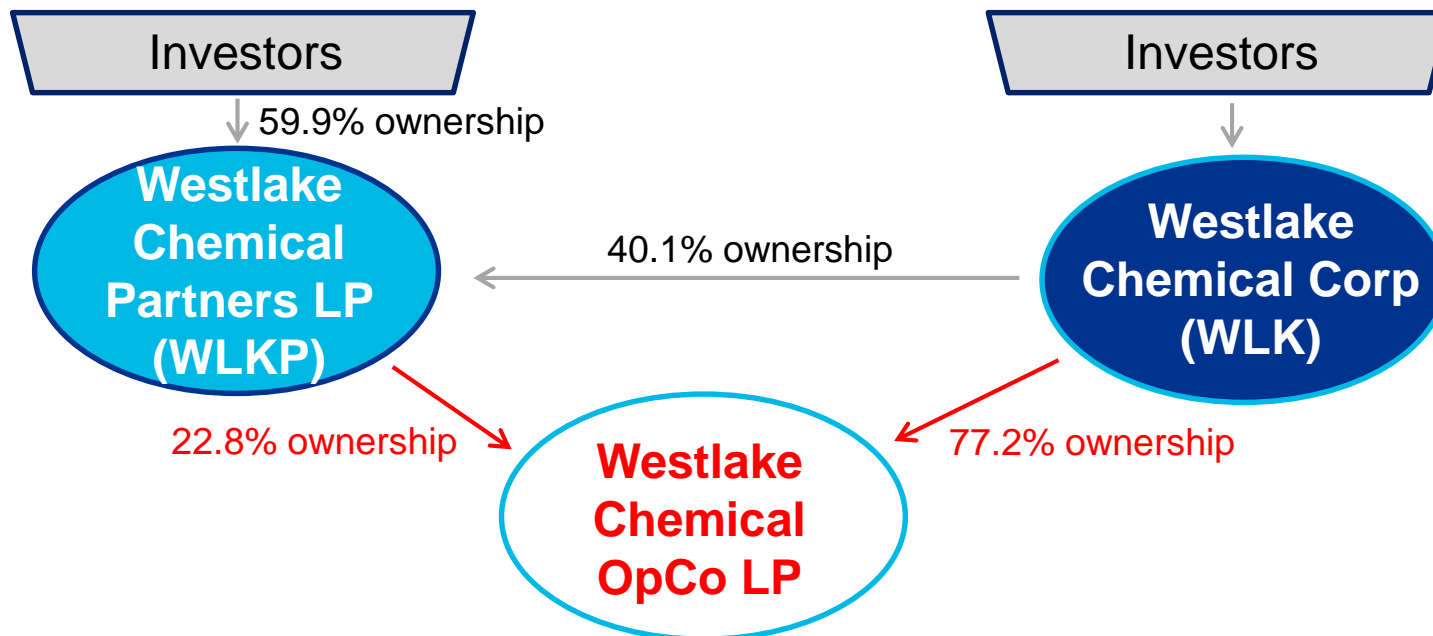 Investors
Investors
59.9% ownership
Westlake
Chemical
Partners LP
(WLKP)
40.1% ownership
Westlake
Chemical Corp
(WLK)
22.8% ownership
77.2% ownership
Westlake
Chemical
OpCo LP